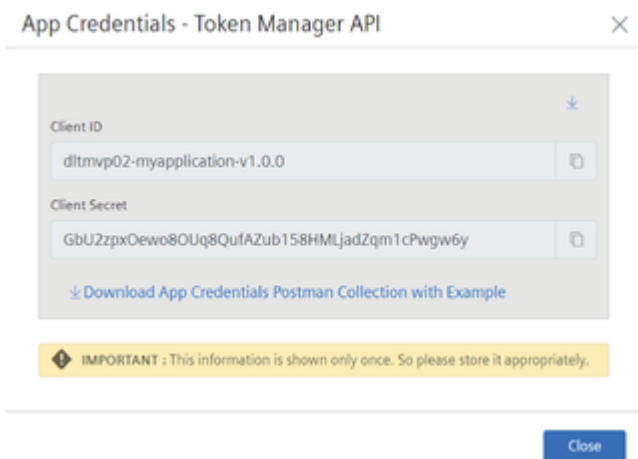 App Credentials - Token Manager API
Client ID
dltmvp02-myapplication-v1.0.0
Client Secret
GbU2zpxOewo8OUq8QufAZub158HMLjadZqm1cPwgw6y
Download App Credentials Postman Collection with Example
IMPORTANT : This information is shown only once. So please store it appropriately.
Close